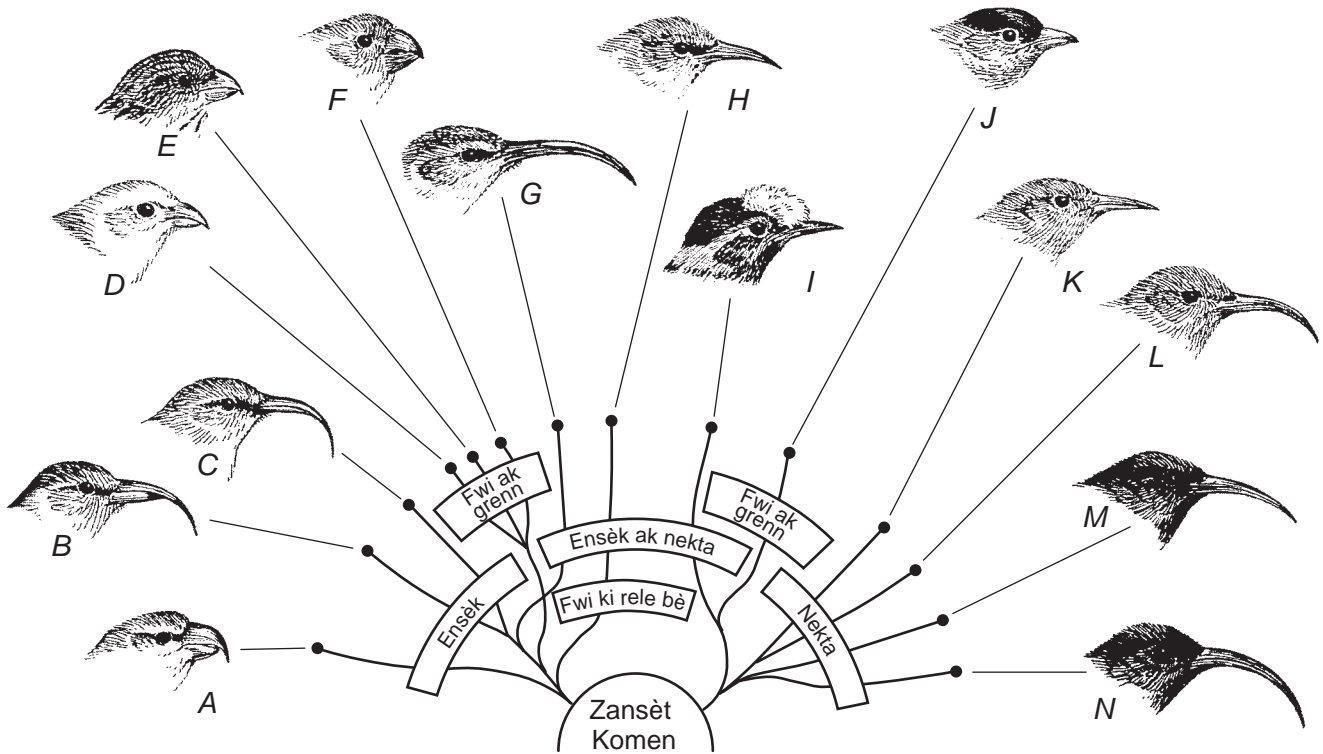 F
H
J
E
G
I
D
K
L
C
B
M
A
N
Fwi ak
grenn
Fwi ak
grenn
Ensèk ak nekta
Fwi ki rele bè
Ensèk
Nekta
Zansèt
Komen